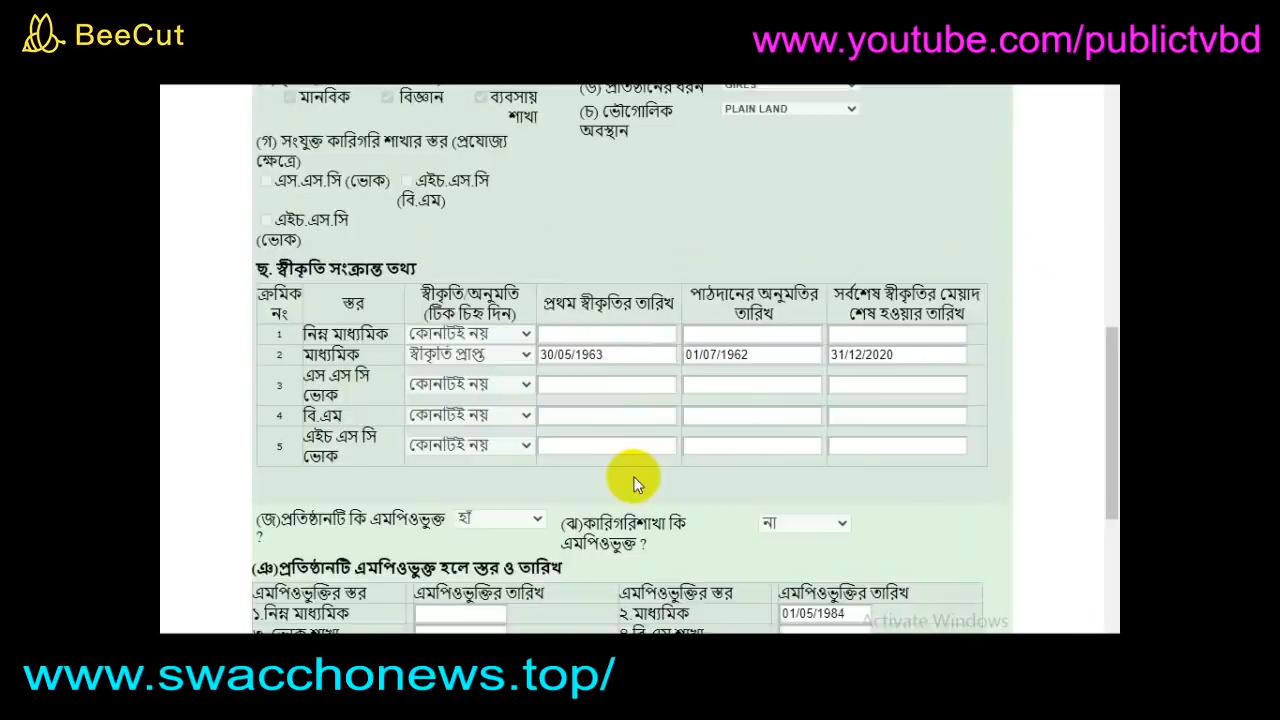 BeeCut
www.youtube.com/publictvbd
মানবিক বিজ্ঞান ব্যবসায় শাখা
(ঙ) প্রতিষ্ঠানের ধরন GIRLS
(চ) ভৌগোলিক অবস্থান PLAIN LAND
(গ) সংযুক্ত কারিগরি শাখার স্তর (প্রযোজ্য
ক্ষেত্রে)
এস.এস.সি (ভোক) এইচ.এস.সি
(বি.এম)
এইচ.এস.সি
(ভোক)
ছ. স্বীকৃতি সংক্রান্ত তথ্য
ক্রমিক নং স্তর স্বীকৃতি/অনুমতি (টিক চিহ্ন দিন) প্রথম স্বীকৃতির তারিখ পাঠদানের অনুমতির তারিখ সর্বশেষ স্বীকৃতির মেয়াদ শেষ হওয়ার তারিখ
1 নিম্ন মাধ্যমিক কোনটিই নয়
2 মাধ্যমিক স্বীকৃতি প্রাপ্ত 30/05/1963 01/07/1962 31/12/2020
3 এস এস সি ভোক কোনটিই নয়
4 বি.এম কোনটিই নয়
5 এইচ এস সি ভোক কোনটিই নয়
(জ)প্রতিষ্ঠানটি কি এমপিওভুক্ত ? হাঁ
(ঝ)কারিগরিশাখা কি এমপিওভুক্ত ? না
(ঞ)প্রতিষ্ঠানটি এমপিওভুক্ত হলে স্তর ও তারিখ
এমপিওভুক্তির স্তর এমপিওভুক্তির তারিখ এমপিওভুক্তির স্তর এমপিওভুক্তির তারিখ
১.নিম্ন মাধ্যমিক ২.মাধ্যমিক 01/05/1984
Activate Windows
www.swacchonews.top/